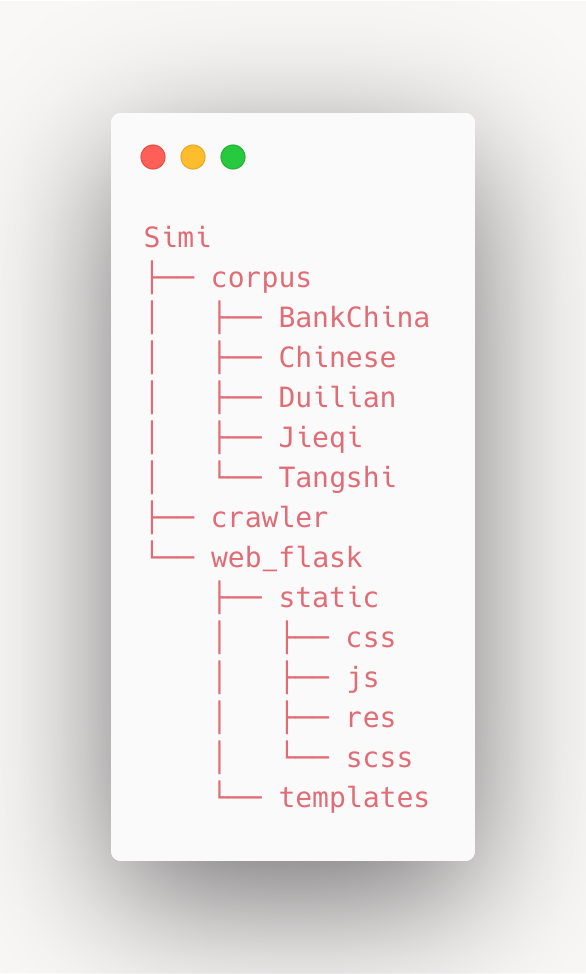 Simi
├── corpus
│   ├── BankChina
│   ├── Chinese
│   ├── Duilian
│   ├── Jieqi
│   └── Tangshi
├── crawler
└── web_flask
    ├── static
    │   ├── css
    │   ├── js
    │   ├── res
    │   └── scss
    └── templates